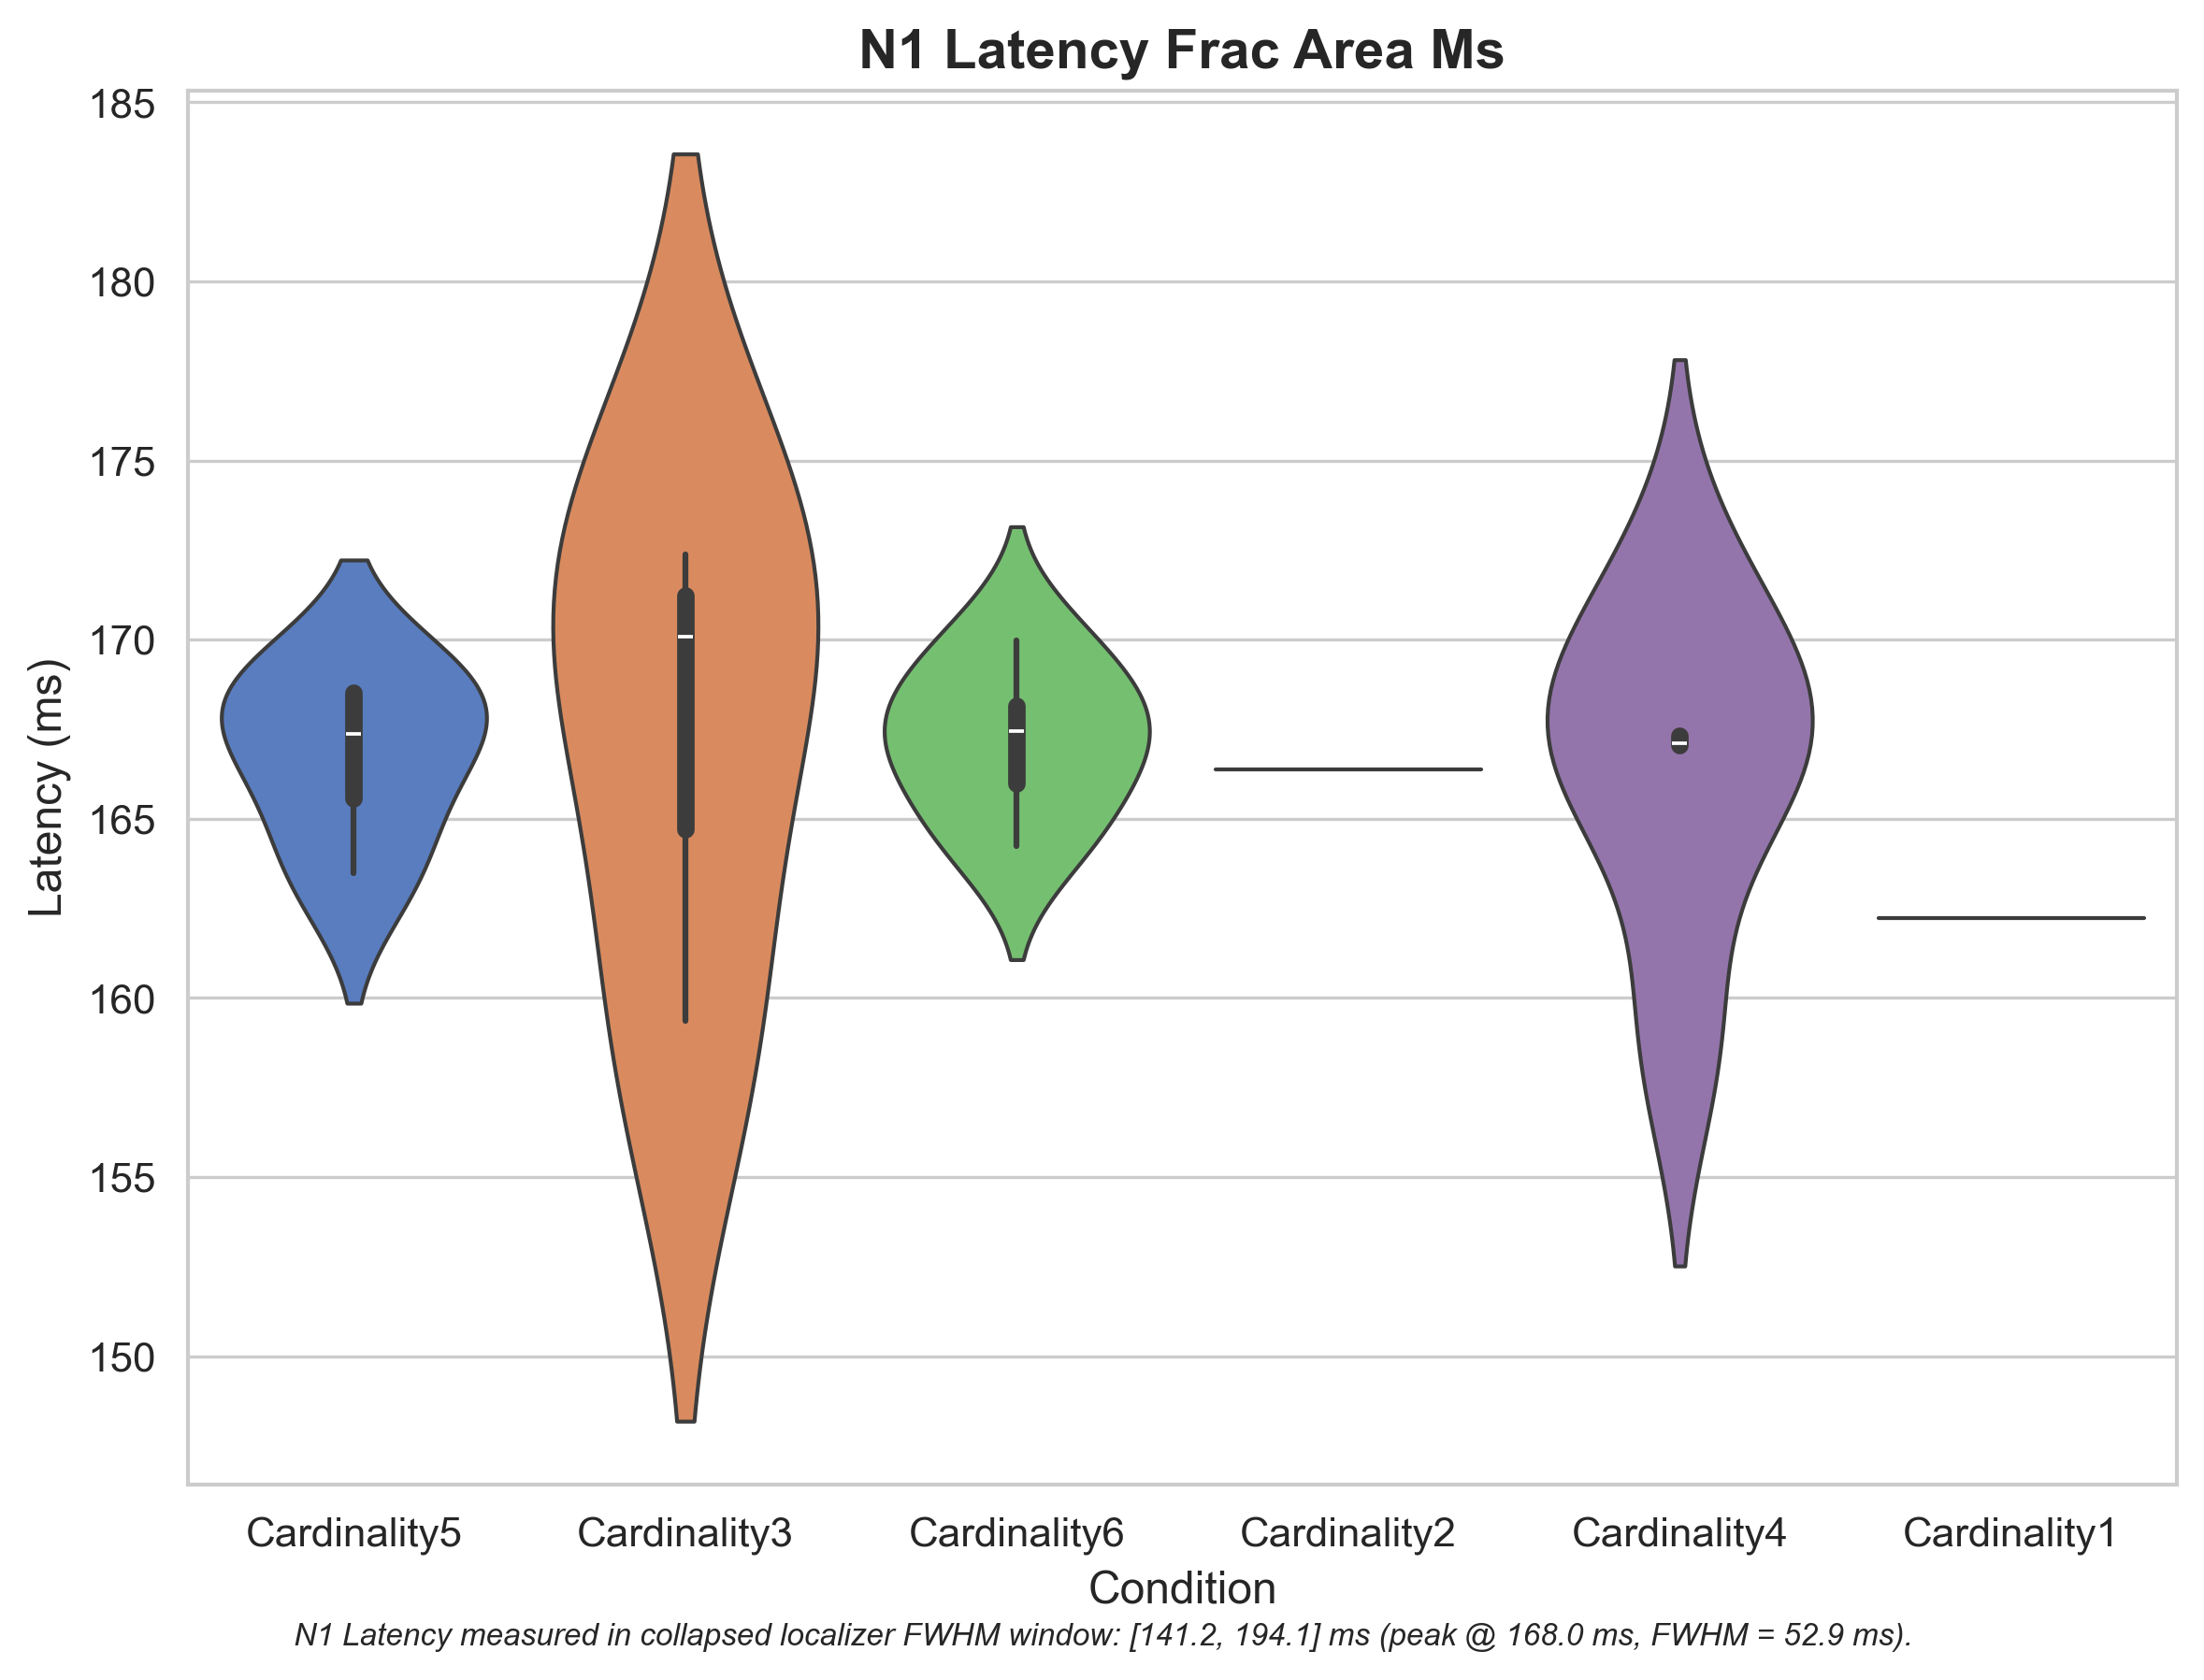 N1 Latency Frac Area Ms
185
180
175
170
165
160
155
150
Latency (ms)
Cardinality5 Cardinality3 Cardinality6 Cardinality2 Cardinality4 Cardinality1
Condition
N1 Latency measured in collapsed localizer FWHM window: [141.2, 194.1] ms (peak @ 168.0 ms, FWHM = 52.9 ms).